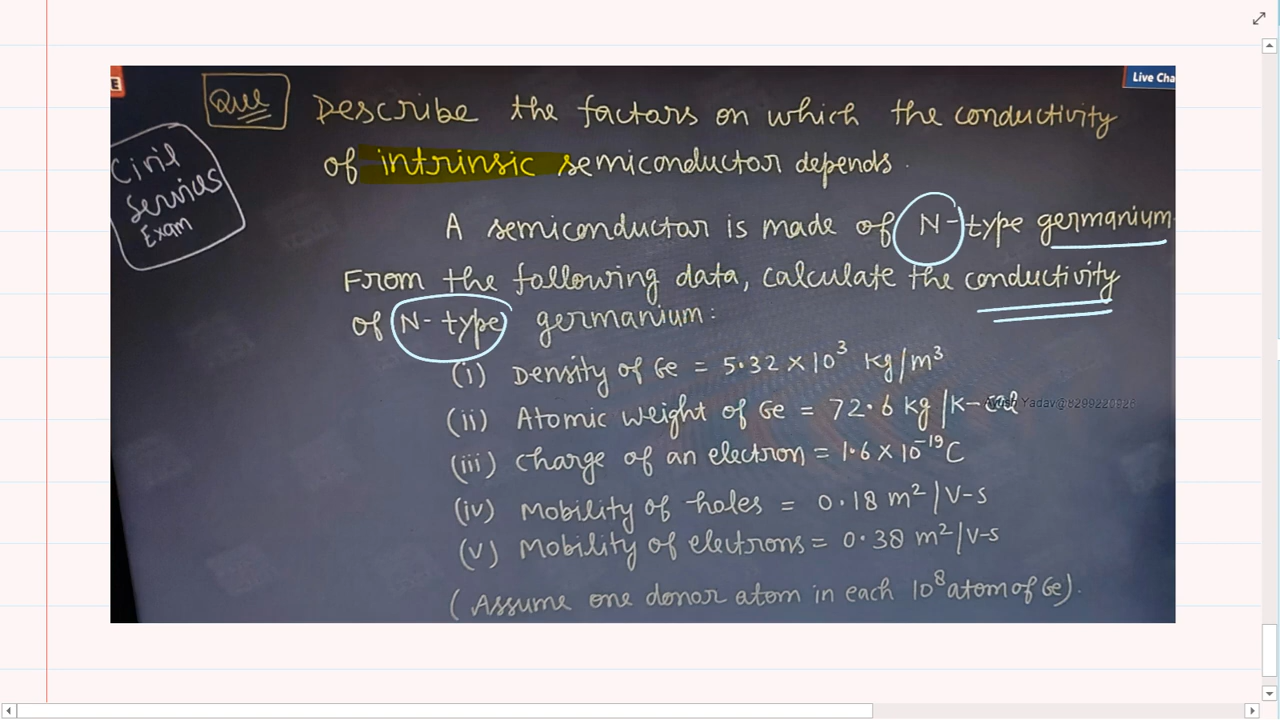 E
Live Cha
Que
Describe the factors on which the conductivity
of intrinsic semiconductor depends.
Civil
Services
Exam
A semiconductor is made of N-type germanium
From the following data, calculate the conductivity
of N-type germanium:
(i) Density of Ge = 5.32 × 10³ kg/m³
(ii) Atomic weight of Ge = 72.6 kg/K-
Ayush Yadav@8299220926
(iii) Charge of an electron = 1.6 × 10⁻¹⁹ C
(iv) Mobility of holes = 0.18 m²/V-s
(v) Mobility of electrons = 0.38 m²/V-s
(Assume one donor atom in each 10⁸ atom of Ge).